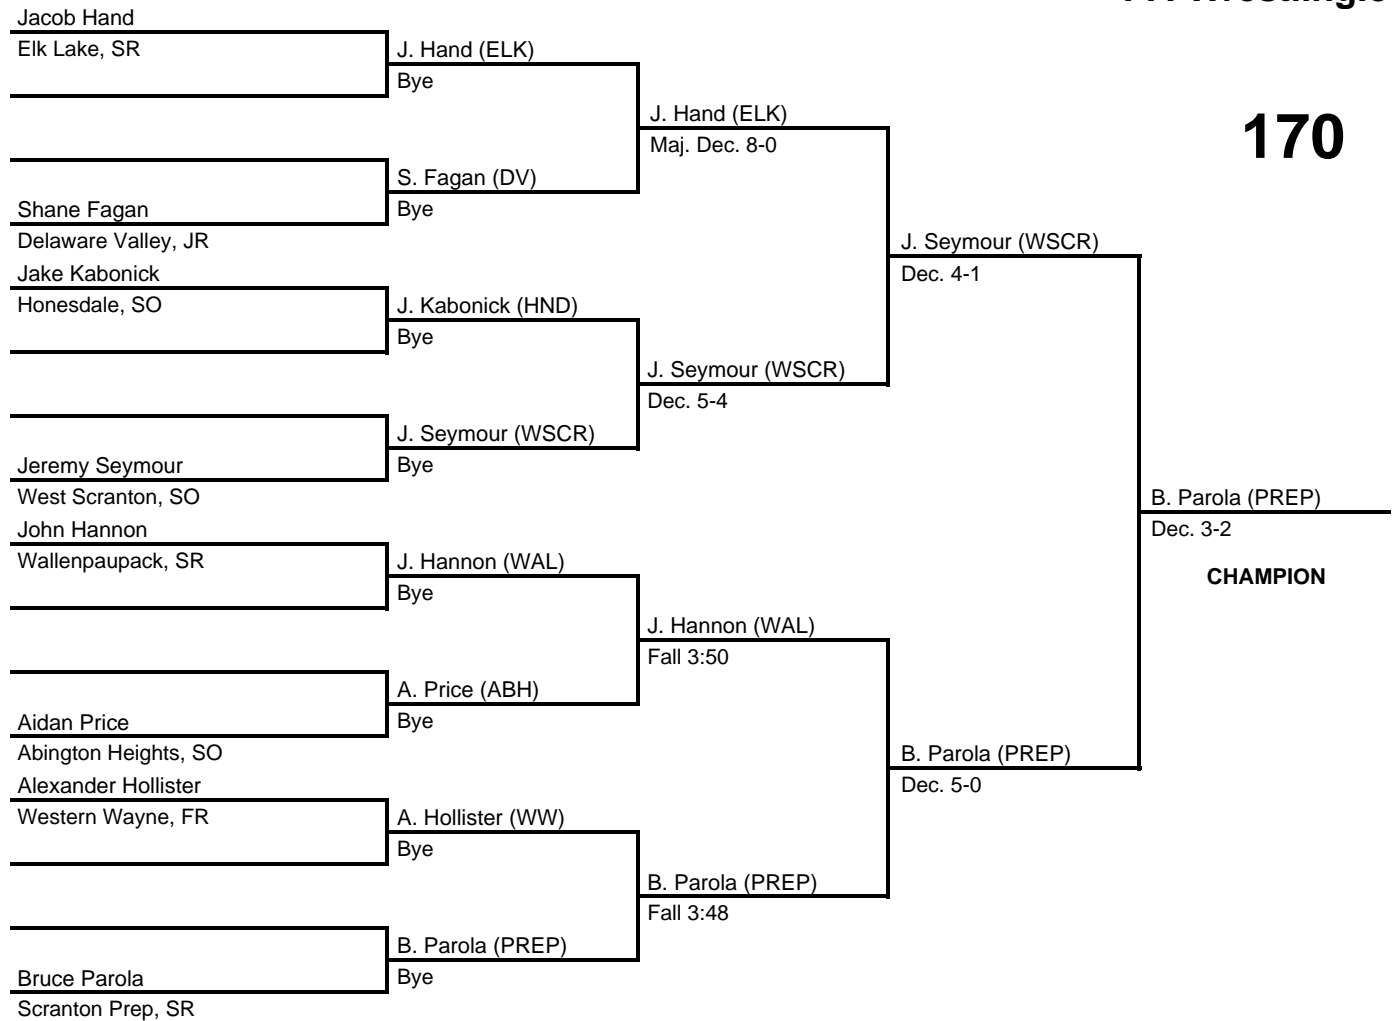 Jacob Hand
Elk Lake, SR
J. Hand (ELK)
Bye
J. Hand (ELK)
Maj. Dec. 8-0
170
S. Fagan (DV)
Bye
Shane Fagan
Delaware Valley, JR
J. Seymour (WSCR)
Dec. 4-1
Jake Kabonick
Honesdale, SO
J. Kabonick (HND)
Bye
J. Seymour (WSCR)
Dec. 5-4
J. Seymour (WSCR)
Bye
Jeremy Seymour
West Scranton, SO
B. Parola (PREP)
Dec. 3-2
CHAMPION
John Hannon
Wallenpaupack, SR
J. Hannon (WAL)
Bye
J. Hannon (WAL)
Fall 3:50
A. Price (ABH)
Bye
Aidan Price
Abington Heights, SO
B. Parola (PREP)
Dec. 5-0
Alexander Hollister
Western Wayne, FR
A. Hollister (WW)
Bye
B. Parola (PREP)
Fall 3:48
B. Parola (PREP)
Bye
Bruce Parola
Scranton Prep, SR